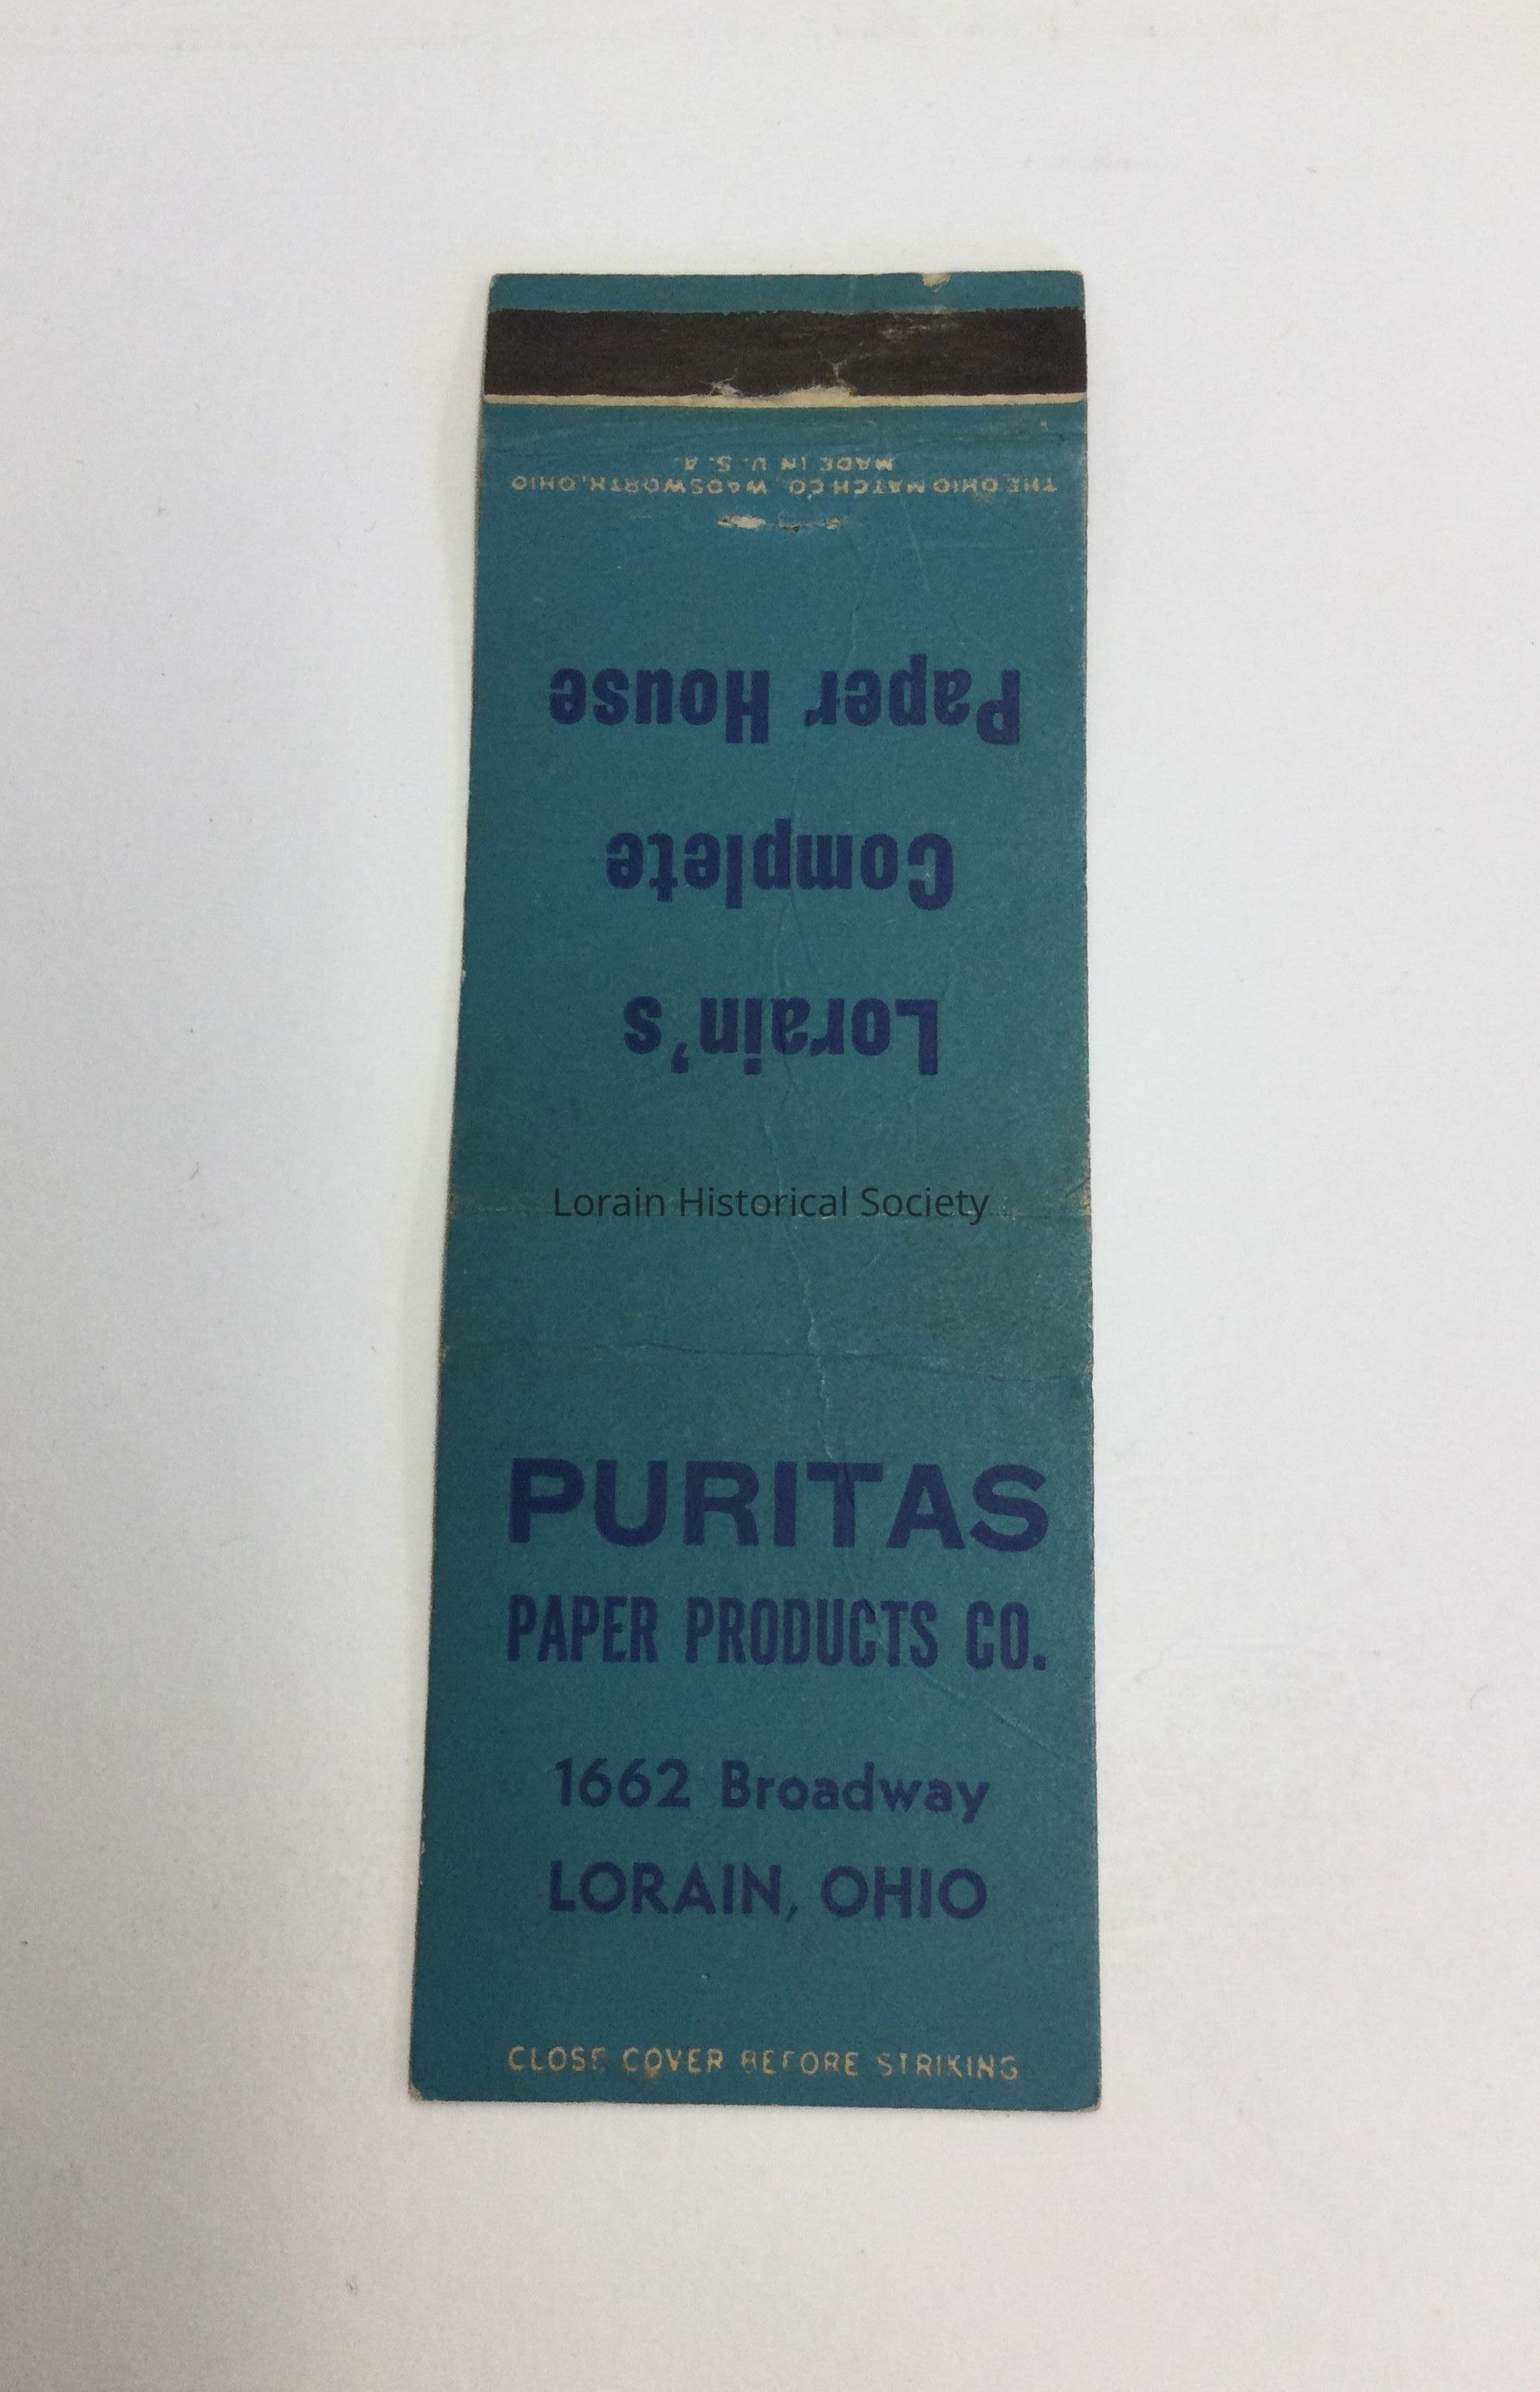 THE OHIO MATCH CO. WADSWORTH, OHIO
MADE IN U. S. A.
Lorain's
Complete
Paper House
Lorain Historical Society
PURITAS
PAPER PRODUCTS CO.
1662 Broadway
LORAIN, OHIO
CLOSE COVER BEFORE STRIKING